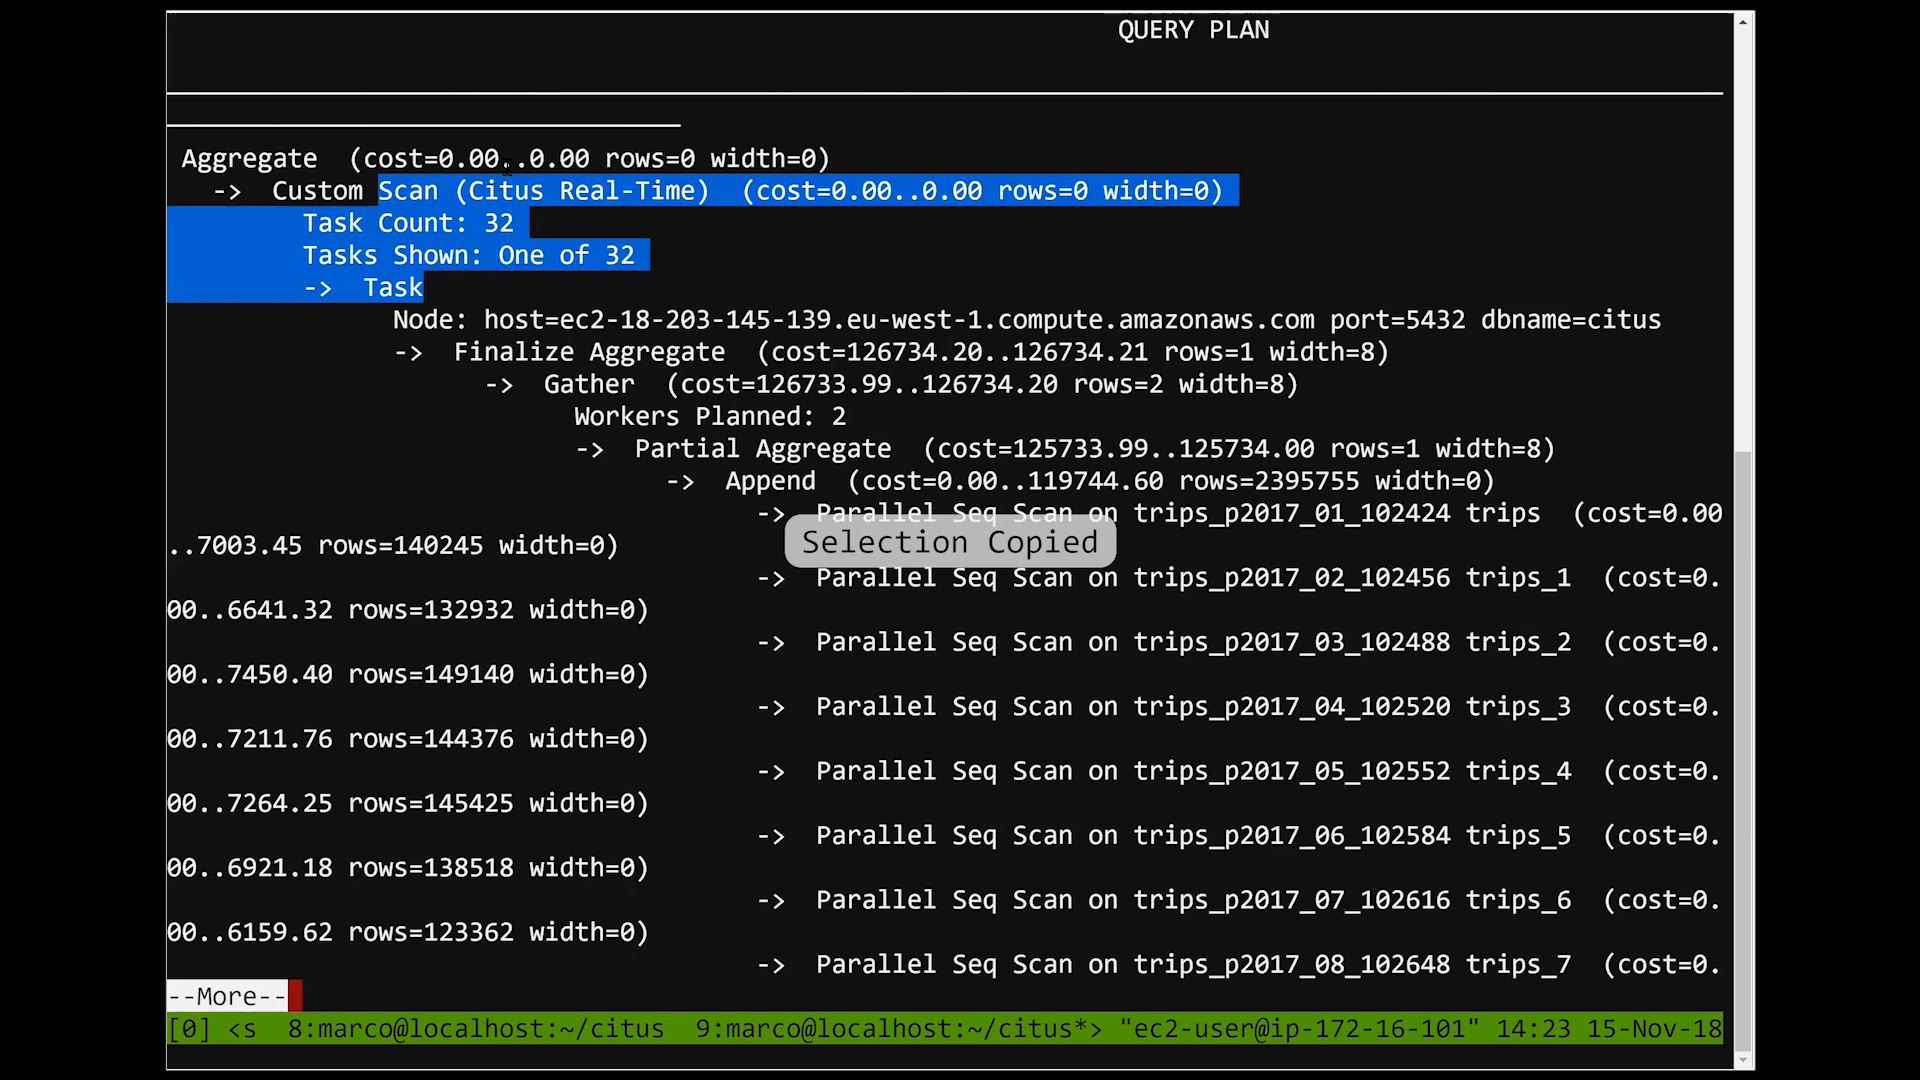 QUERY PLAN
Aggregate  (cost=0.00..0.00 rows=0 width=0)
->  Custom Scan (Citus Real-Time)  (cost=0.00..0.00 rows=0 width=0)
Task Count: 32
Tasks Shown: One of 32
->  Task
Node: host=ec2-18-203-145-139.eu-west-1.compute.amazonaws.com port=5432 dbname=citus
->  Finalize Aggregate  (cost=126734.20..126734.21 rows=1 width=8)
->  Gather  (cost=126733.99..126734.20 rows=2 width=8)
Workers Planned: 2
->  Partial Aggregate  (cost=125733.99..125734.00 rows=1 width=8)
->  Append  (cost=0.00..119744.60 rows=2395755 width=0)
->  Parallel Seq Scan on trips_p2017_01_102424 trips  (cost=0.00
..7003.45 rows=140245 width=0)
Selection Copied
->  Parallel Seq Scan on trips_p2017_02_102456 trips_1  (cost=0.
00..6641.32 rows=132932 width=0)
->  Parallel Seq Scan on trips_p2017_03_102488 trips_2  (cost=0.
00..7450.40 rows=149140 width=0)
->  Parallel Seq Scan on trips_p2017_04_102520 trips_3  (cost=0.
00..7211.76 rows=144376 width=0)
->  Parallel Seq Scan on trips_p2017_05_102552 trips_4  (cost=0.
00..7264.25 rows=145425 width=0)
->  Parallel Seq Scan on trips_p2017_06_102584 trips_5  (cost=0.
00..6921.18 rows=138518 width=0)
->  Parallel Seq Scan on trips_p2017_07_102616 trips_6  (cost=0.
00..6159.62 rows=123362 width=0)
->  Parallel Seq Scan on trips_p2017_08_102648 trips_7  (cost=0.
--More--
[0] <s  8:marco@localhost:~/citus  9:marco@localhost:~/citus*> "ec2-user@ip-172-16-101" 14:23 15-Nov-18